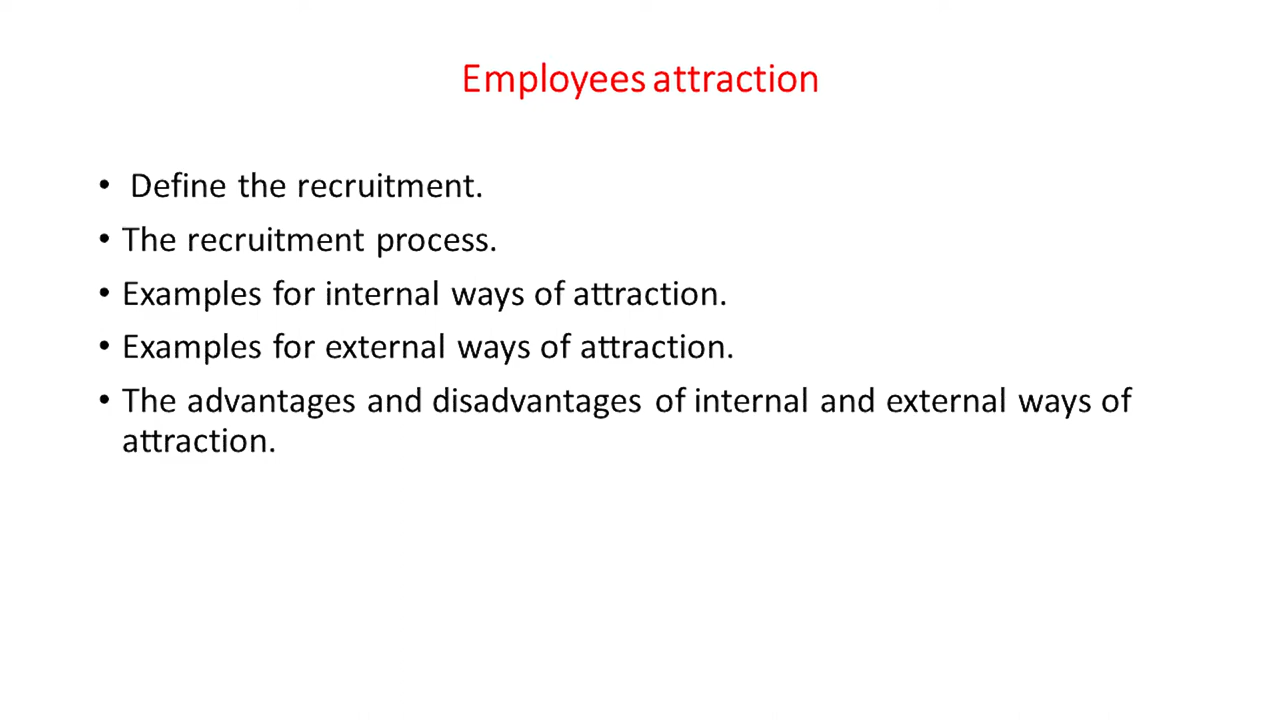 Employees attraction
• Define the recruitment.
• The recruitment process.
• Examples for internal ways of attraction.
• Examples for external ways of attraction.
• The advantages and disadvantages of internal and external ways of
attraction.